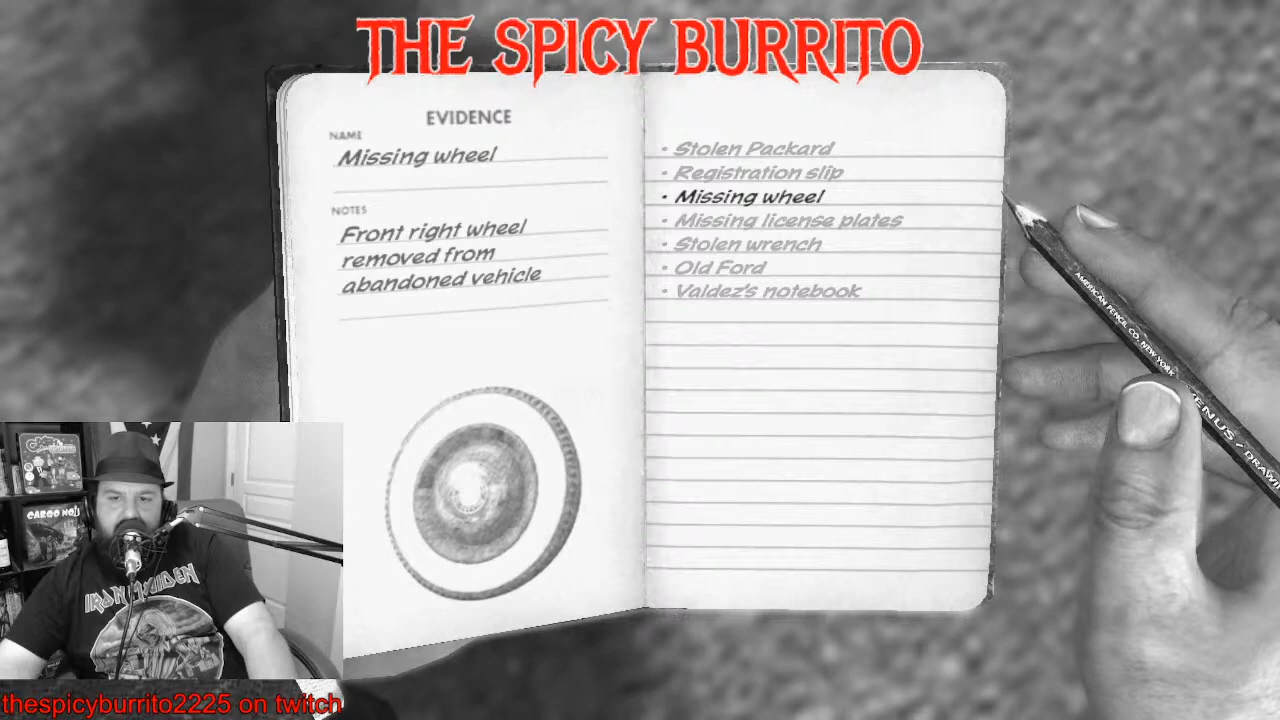 THE SPICY BURRITO
EVIDENCE
NAME
Missing wheel
NOTES
Front right wheel
removed from
abandoned vehicle
• Stolen Packard
• Registration slip
• Missing wheel
• Missing license plates
• Stolen wrench
• Old Ford
• Valdez's notebook
AMERICAN PENCIL CO. NEW YORK
VENUS / DRAWI
CARGO NOIR
IRON MAIDEN
thespicyburrito2225 on twitch